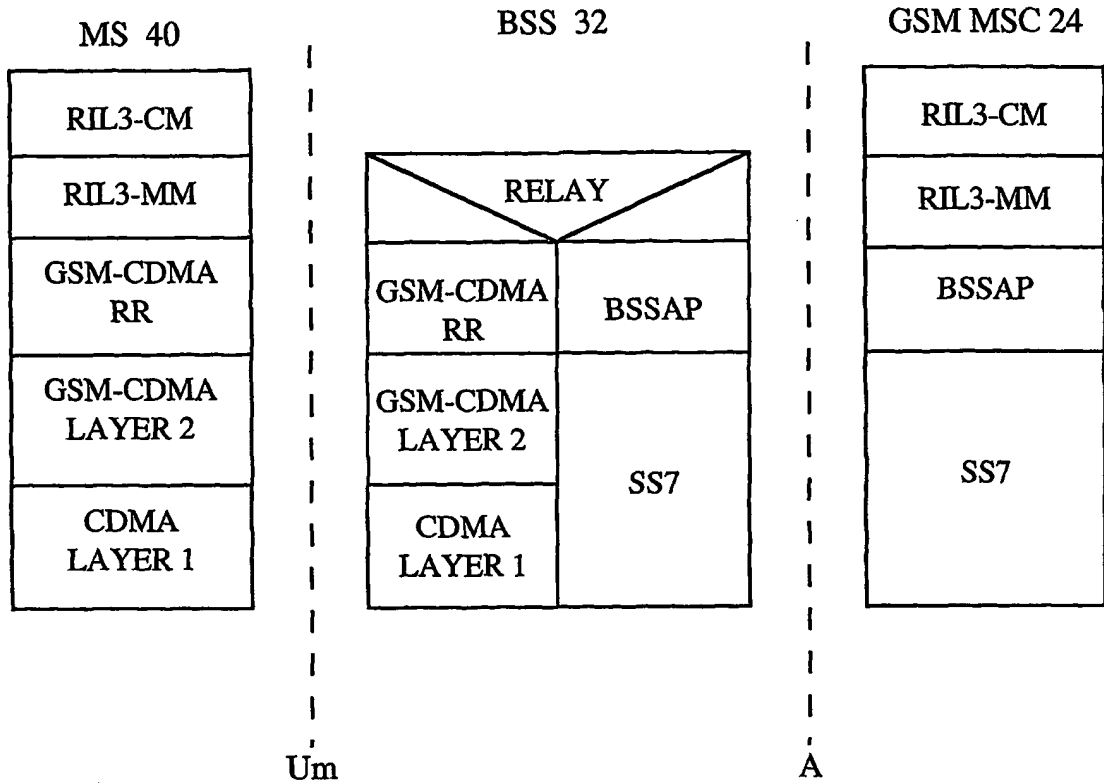 MS 40
RIL3-CM
RIL3-MM
GSM-CDMA
RR
GSM-CDMA
LAYER 2
CDMA
LAYER 1
Um
BSS 32
RELAY
GSM-CDMA
RR
BSSAP
GSM-CDMA
LAYER 2
CDMA
LAYER 1
SS7
A
GSM MSC 24
RIL3-CM
RIL3-MM
BSSAP
SS7